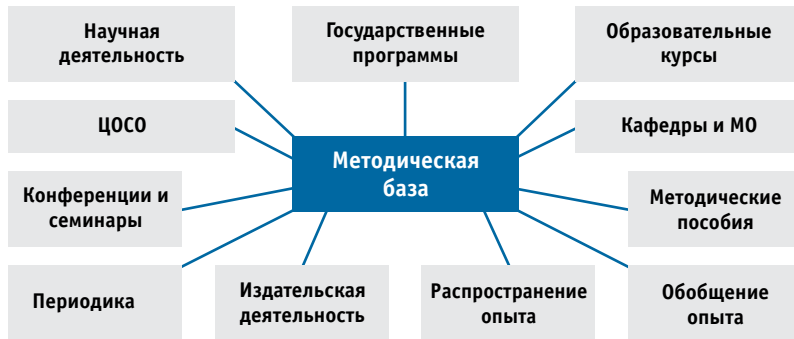 Научная
деятельность
Государственные
программы
Образовательные
курсы
ЦОСО
Кафедры и МО
Методическая
база
Конференции и
семинары
Методические
пособия
Периодика
Издательская
деятельность
Распространение
опыта
Обобщение
опыта